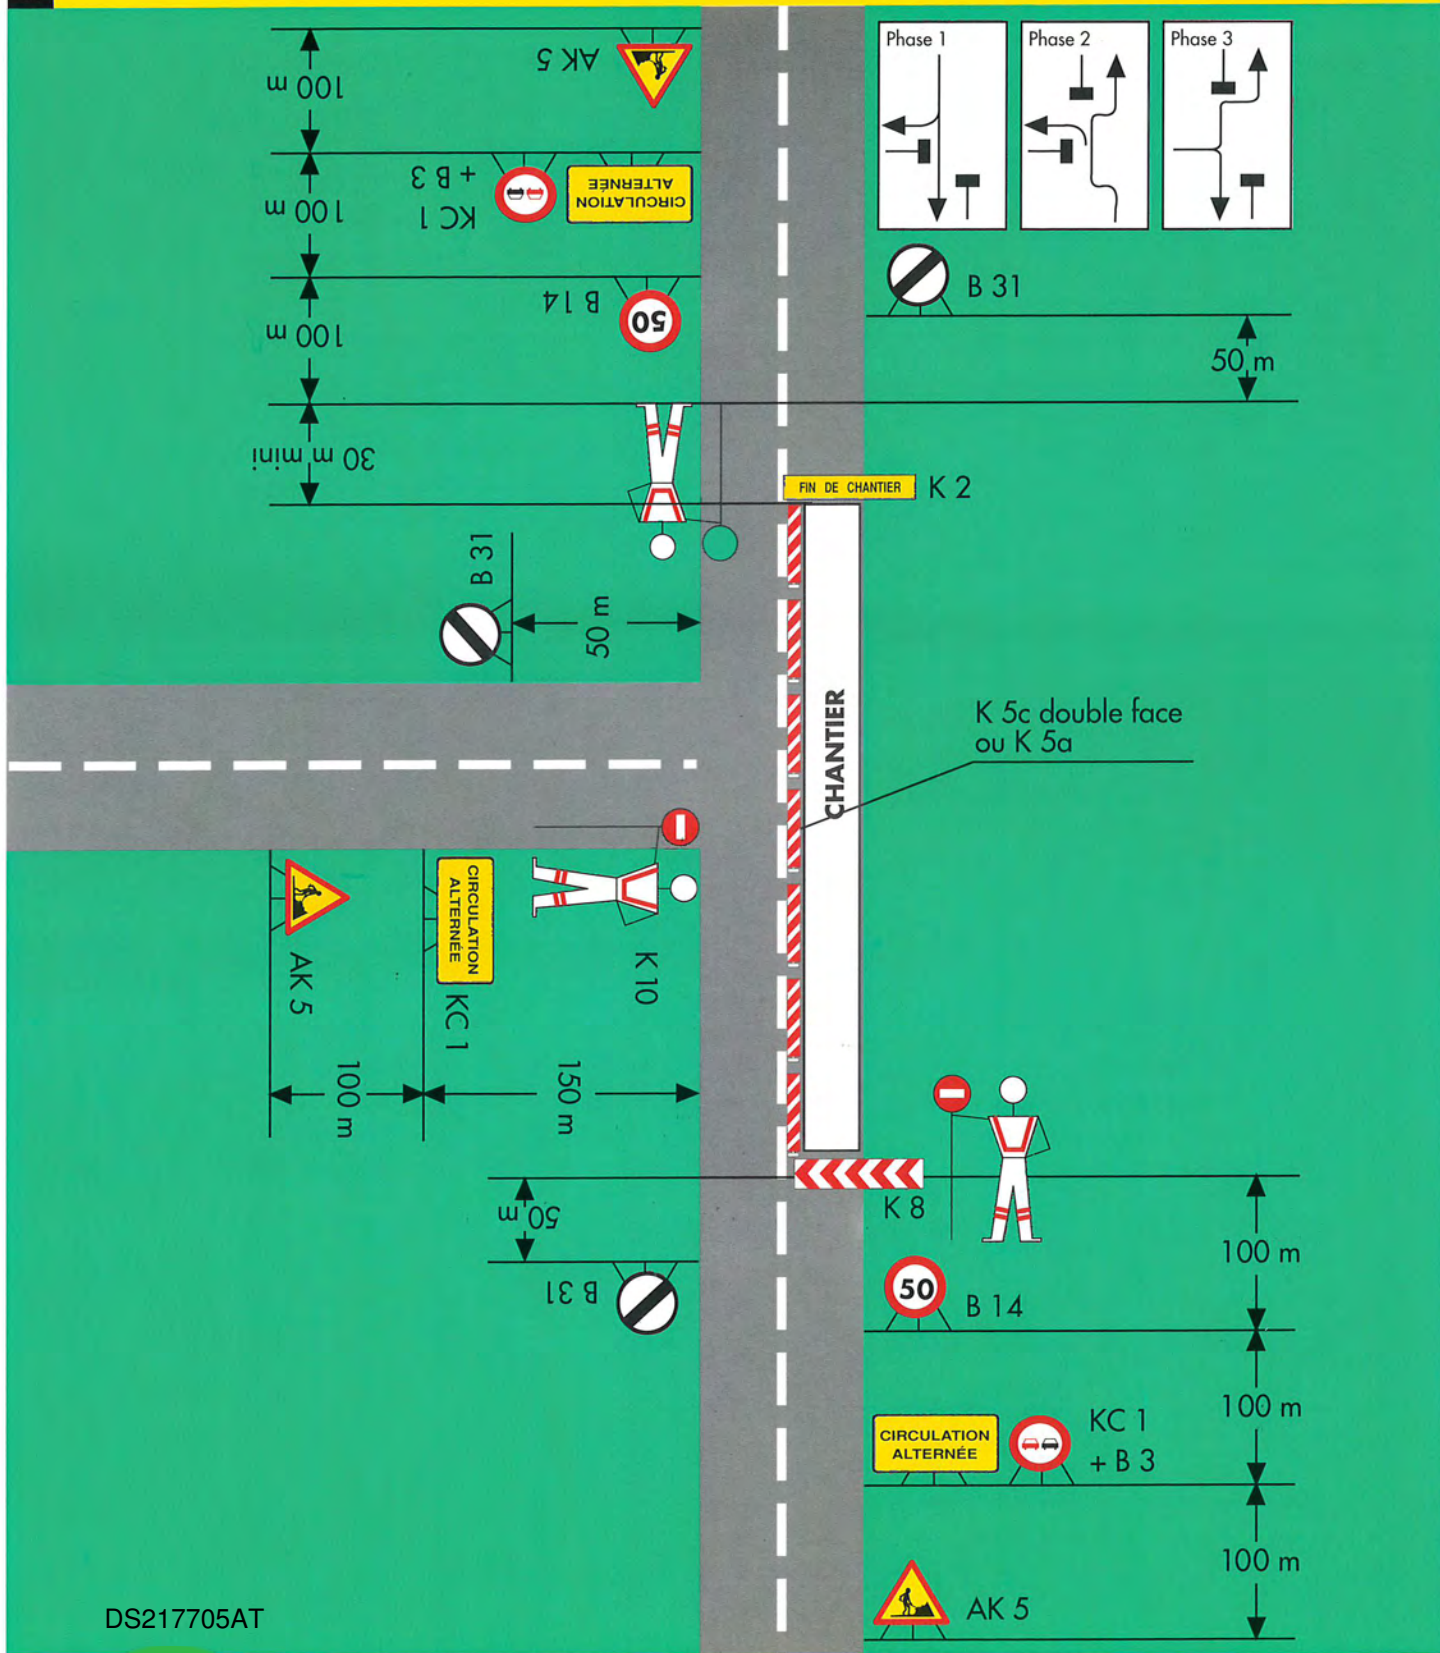 Phase 1
Phase 2
Phase 3
AK 5
100 m
KC 1
+ B 3
CIRCULATION
ALTERNÉE
100 m
B 14
50
100 m
30 m mini
B 31
50 m
FIN DE CHANTIER
K 2
B 31
50 m
CHANTIER
K 5c double face
ou K 5a
K 10
CIRCULATION
ALTERNÉE
KC 1
AK 5
100 m
150 m
50 m
B 31
K 8
100 m
50
B 14
100 m
CIRCULATION
ALTERNÉE
KC 1
+ B 3
100 m
AK 5
DS217705AT